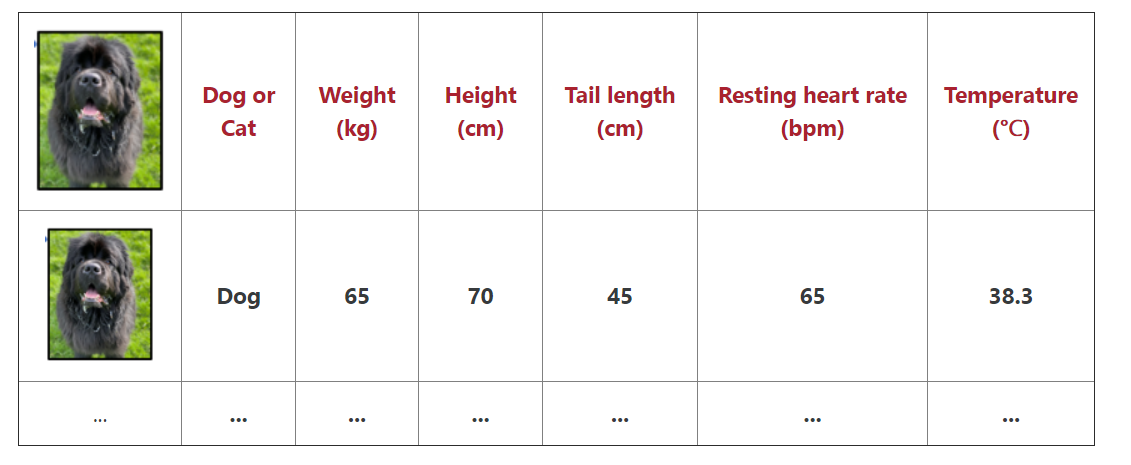 Dog or
Cat
Weight
(kg)
Height
(cm)
Tail length
(cm)
Resting heart rate
(bpm)
Temperature
(°C)
Dog
65
70
45
65
38.3
...
...
...
...
...
...
...